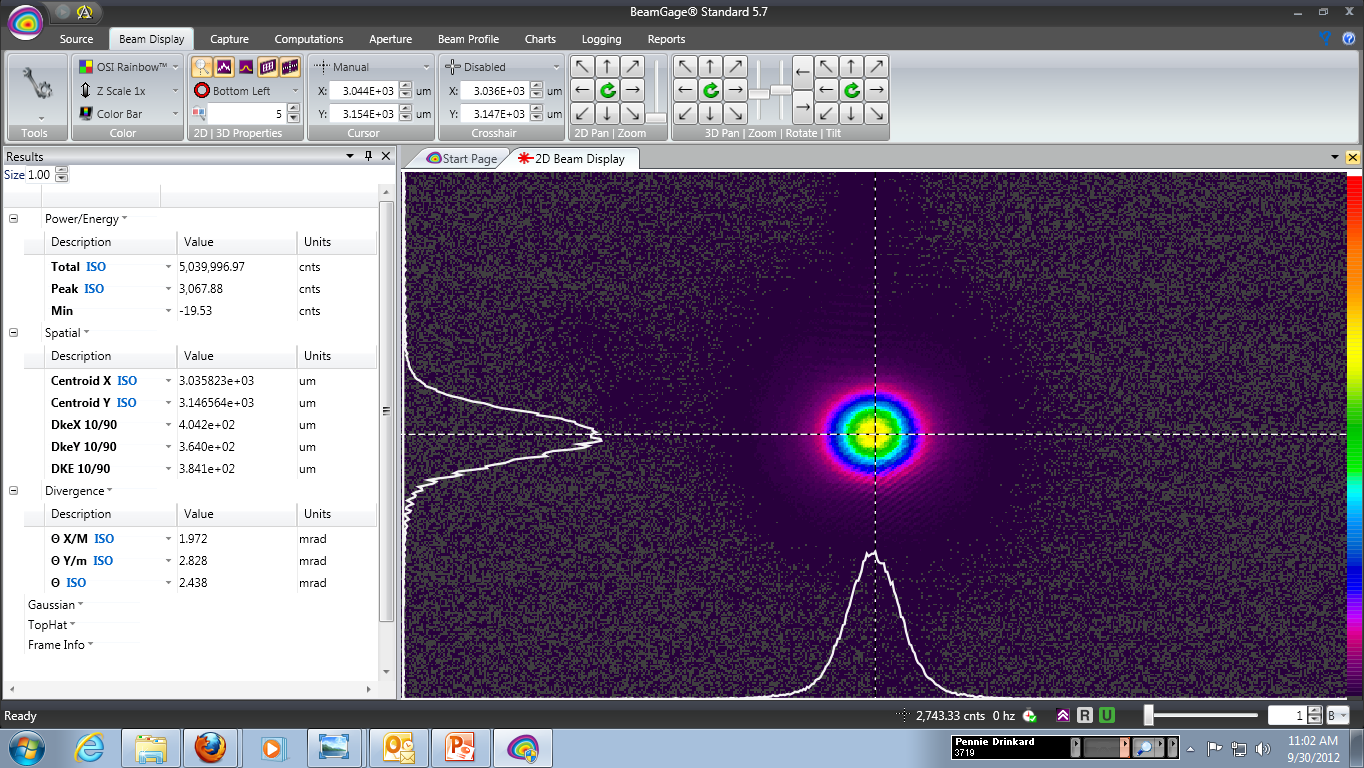 BeamGage® Standard 5.7
Source Beam Display Capture Computations Aperture Beam Profile Charts Logging Reports
OSI Rainbow™ Manual Disabled
Z Scale 1x Bottom Left X: 3.044E+03 um X: 3.036E+03 um
Color Bar 5 Y: 3.154E+03 um Y: 3.147E+03 um
Tools Color 2D | 3D Properties Cursor Crosshair 2D Pan | Zoom 3D Pan | Zoom | Rotate | Tilt
Results Start Page 2D Beam Display
Size 1.00
Power/Energy
Description Value Units
Total ISO 5,039,996.97 cnts
Peak ISO 3,067.88 cnts
Min -19.53 cnts
Spatial
Description Value Units
Centroid X ISO 3.035823e+03 um
Centroid Y ISO 3.146564e+03 um
DkeX 10/90 4.042e+02 um
DkeY 10/90 3.640e+02 um
DKE 10/90 3.841e+02 um
Divergence
Description Value Units
Θ X/M ISO 1.972 mrad
Θ Y/m ISO 2.828 mrad
Θ ISO 2.438 mrad
Gaussian
TopHat
Frame Info
Ready 2,743.33 cnts 0 hz R U 1 B
Pennie Drinkard
3719
11:02 AM
9/30/2012